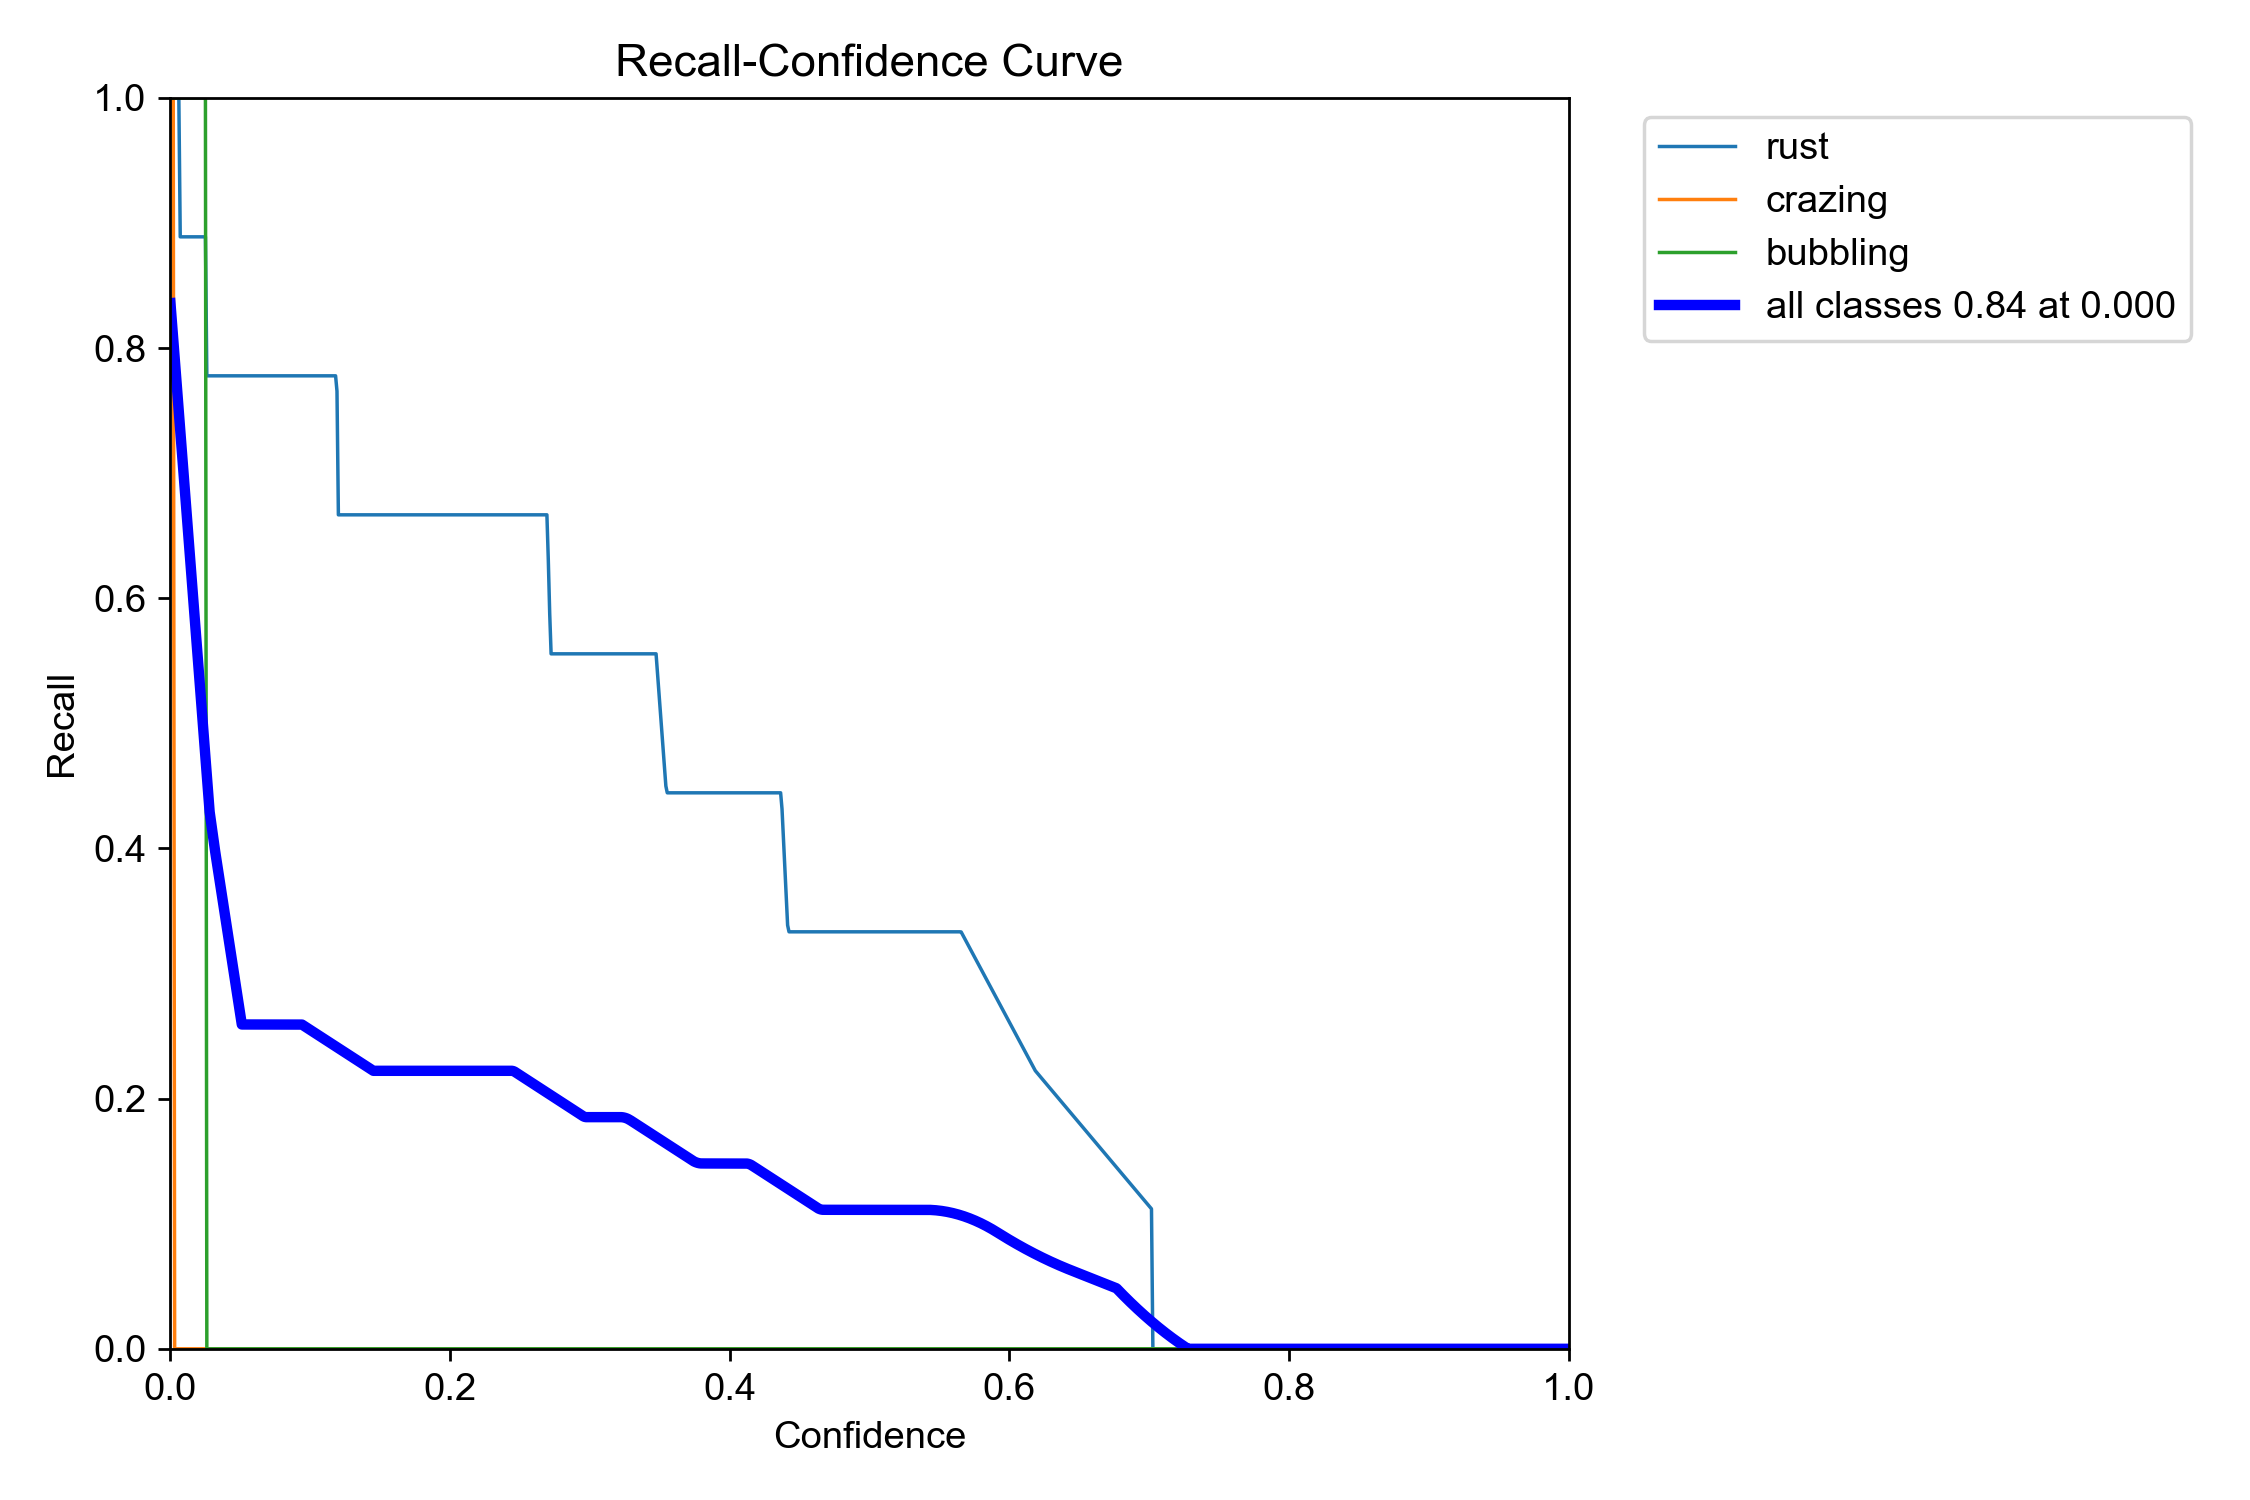 Recall-Confidence Curve
1.0
0.8
0.6
0.4
0.2
0.0
Recall
0.0 0.2 0.4 0.6 0.8 1.0
Confidence
rust
crazing
bubbling
all classes 0.84 at 0.000